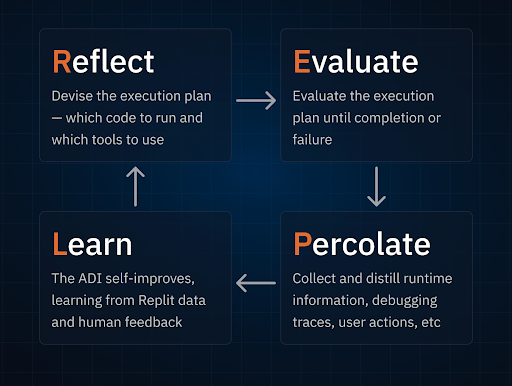 Reflect
Devise the execution plan
— which code to run and
which tools to use
Evaluate
Evaluate the execution
plan until completion or
failure
Learn
The ADI self-improves,
learning from Replit data
and human feedback
Percolate
Collect and distill runtime
information, debugging
traces, user actions, etc